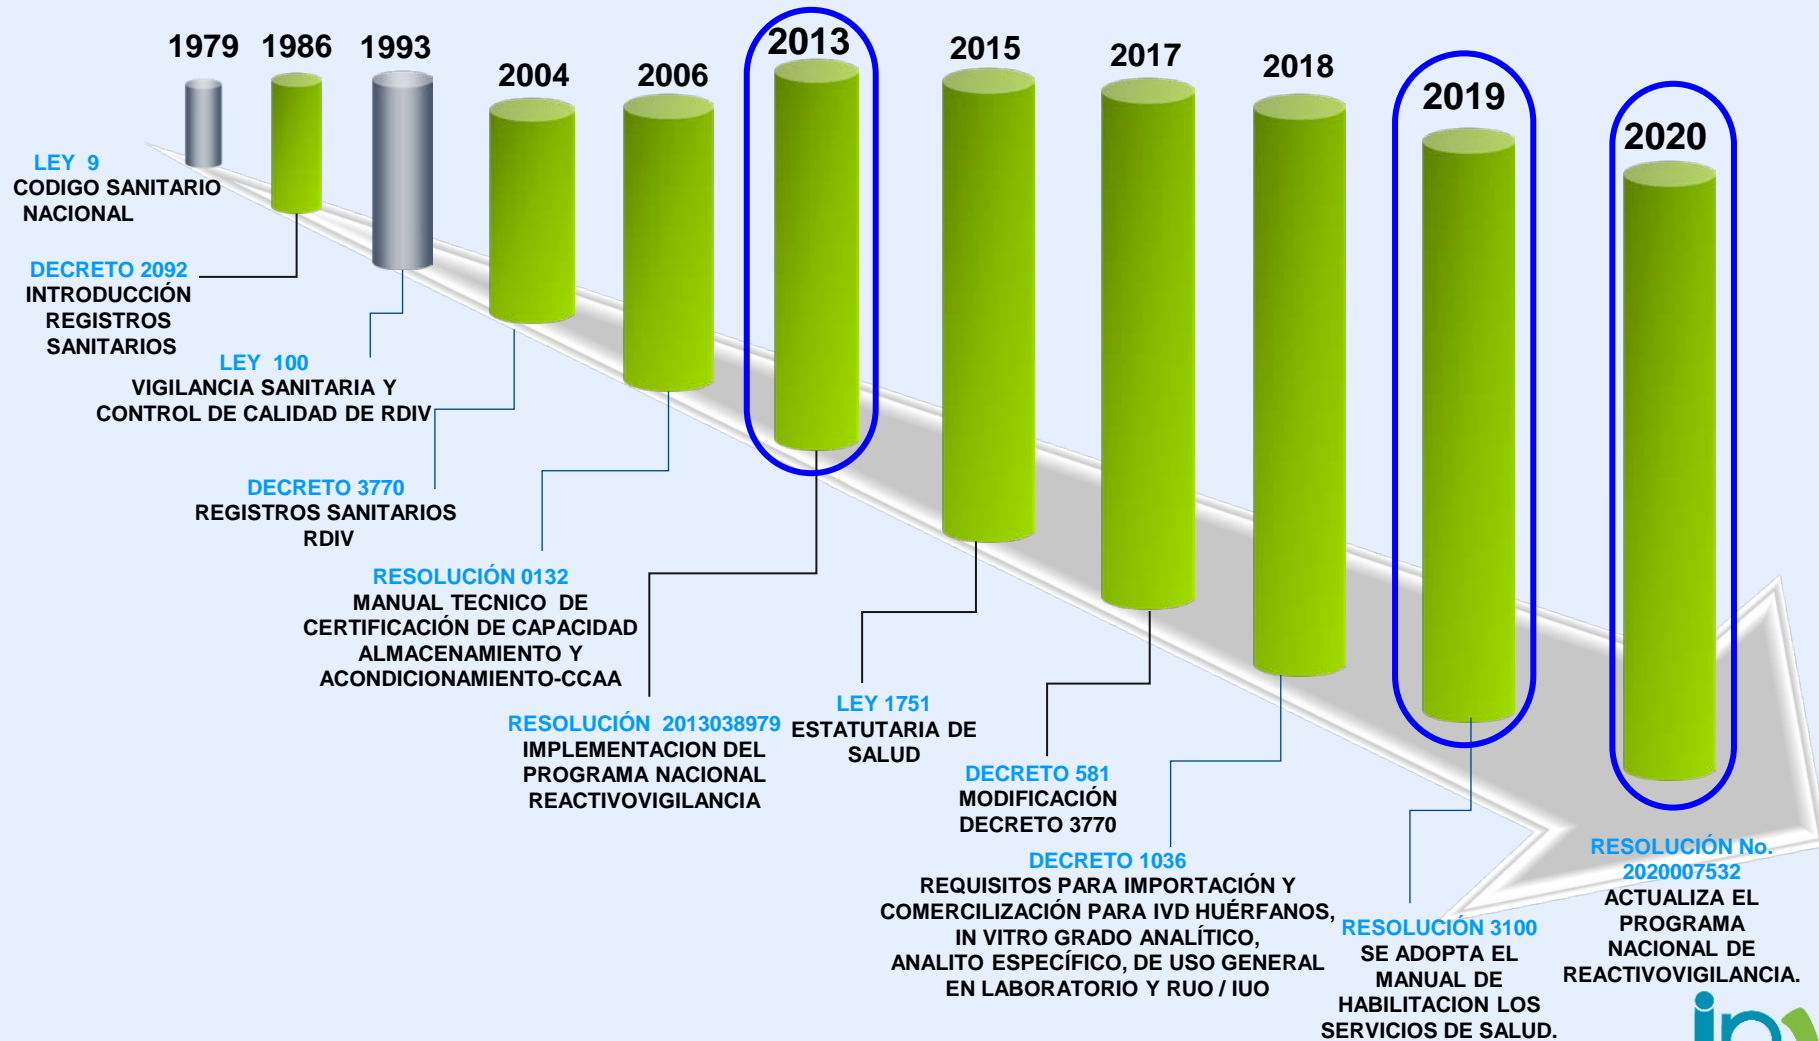 1979
1986
1993
2004
2006
2013
2015
2017
2018
2019
2020
LEY 9
CODIGO SANITARIO
NACIONAL
DECRETO 2092
INTRODUCCIÓN
REGISTROS
SANITARIOS
LEY 100
VIGILANCIA SANITARIA Y
CONTROL DE CALIDAD DE RDIV
DECRETO 3770
REGISTROS SANITARIOS
RDIV
RESOLUCIÓN 0132
MANUAL TECNICO DE
CERTIFICACIÓN DE CAPACIDAD
ALMACENAMIENTO Y
ACONDICIONAMIENTO-CCAA
RESOLUCIÓN 2013038979
IMPLEMENTACION DEL
PROGRAMA NACIONAL
REACTIVOVIGILANCIA
LEY 1751
ESTATUTARIA DE
SALUD
DECRETO 581
MODIFICACIÓN
DECRETO 3770
DECRETO 1036
REQUISITOS PARA IMPORTACIÓN Y
COMERCILIZACIÓN PARA IVD HUÉRFANOS,
IN VITRO GRADO ANALÍTICO,
ANALITO ESPECÍFICO, DE USO GENERAL
EN LABORATORIO Y RUO / IUO
RESOLUCIÓN 3100
SE ADOPTA EL
MANUAL DE
HABILITACION LOS
SERVICIOS DE SALUD.
RESOLUCIÓN No.
2020007532
ACTUALIZA EL
PROGRAMA
NACIONAL DE
REACTIVOVIGILANCIA.